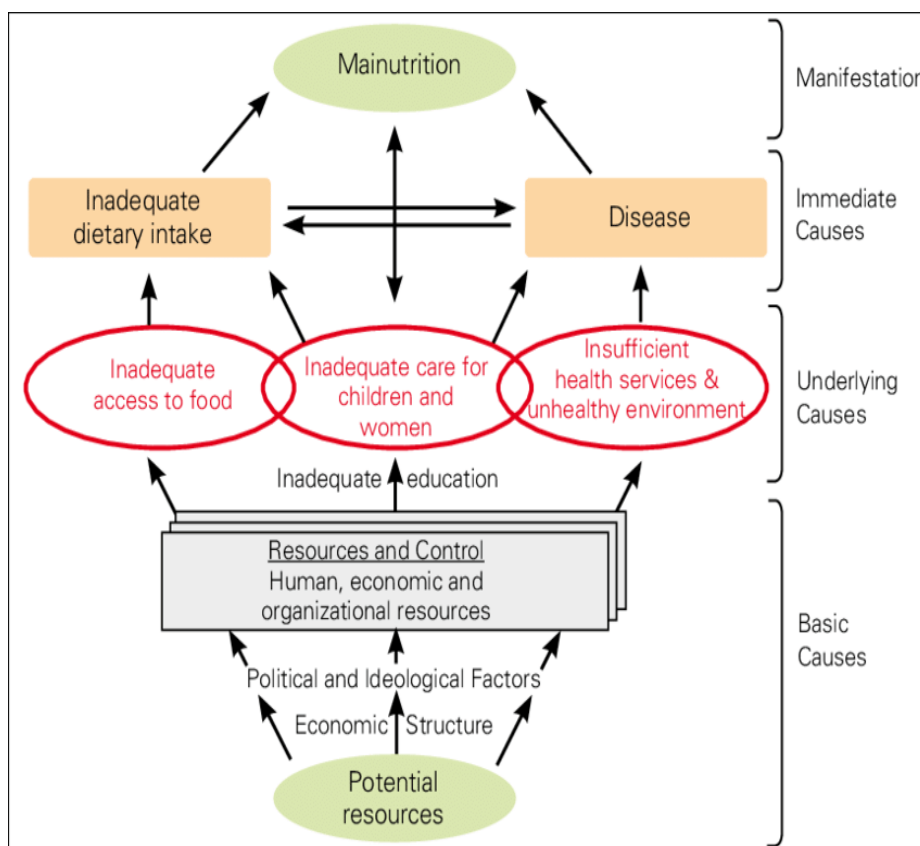 Mainutrition
Manifestation
Inadequate
dietary intake
Disease
Immediate
Causes
Inadequate
access to food
Inadequate care for
children and
women
Insufficient
health services &
unhealthy environment
Underlying
Causes
Inadequate education
Resources and Control
Human, economic and
organizational resources
Political and Ideological Factors
Economic Structure
Basic
Causes
Potential
resources